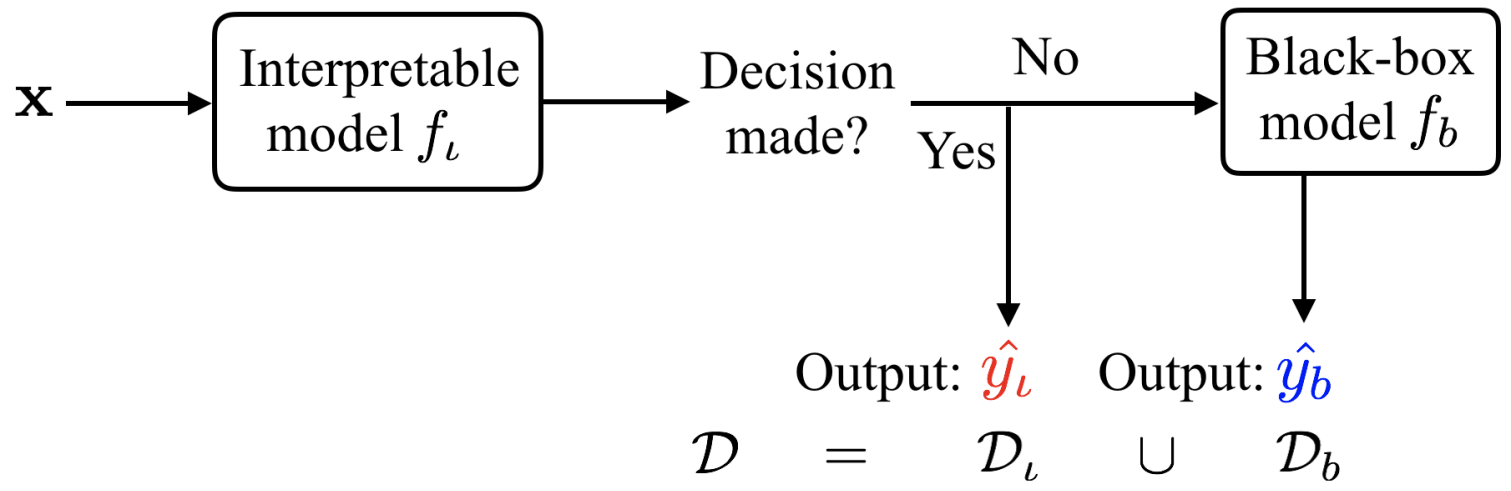 x
Interpretable
model f_ι
Decision
made?
No
Yes
Black-box
model f_b
Output: ŷ_ι
Output: ŷ_b
𝒟 = 𝒟_ι ∪ 𝒟_b